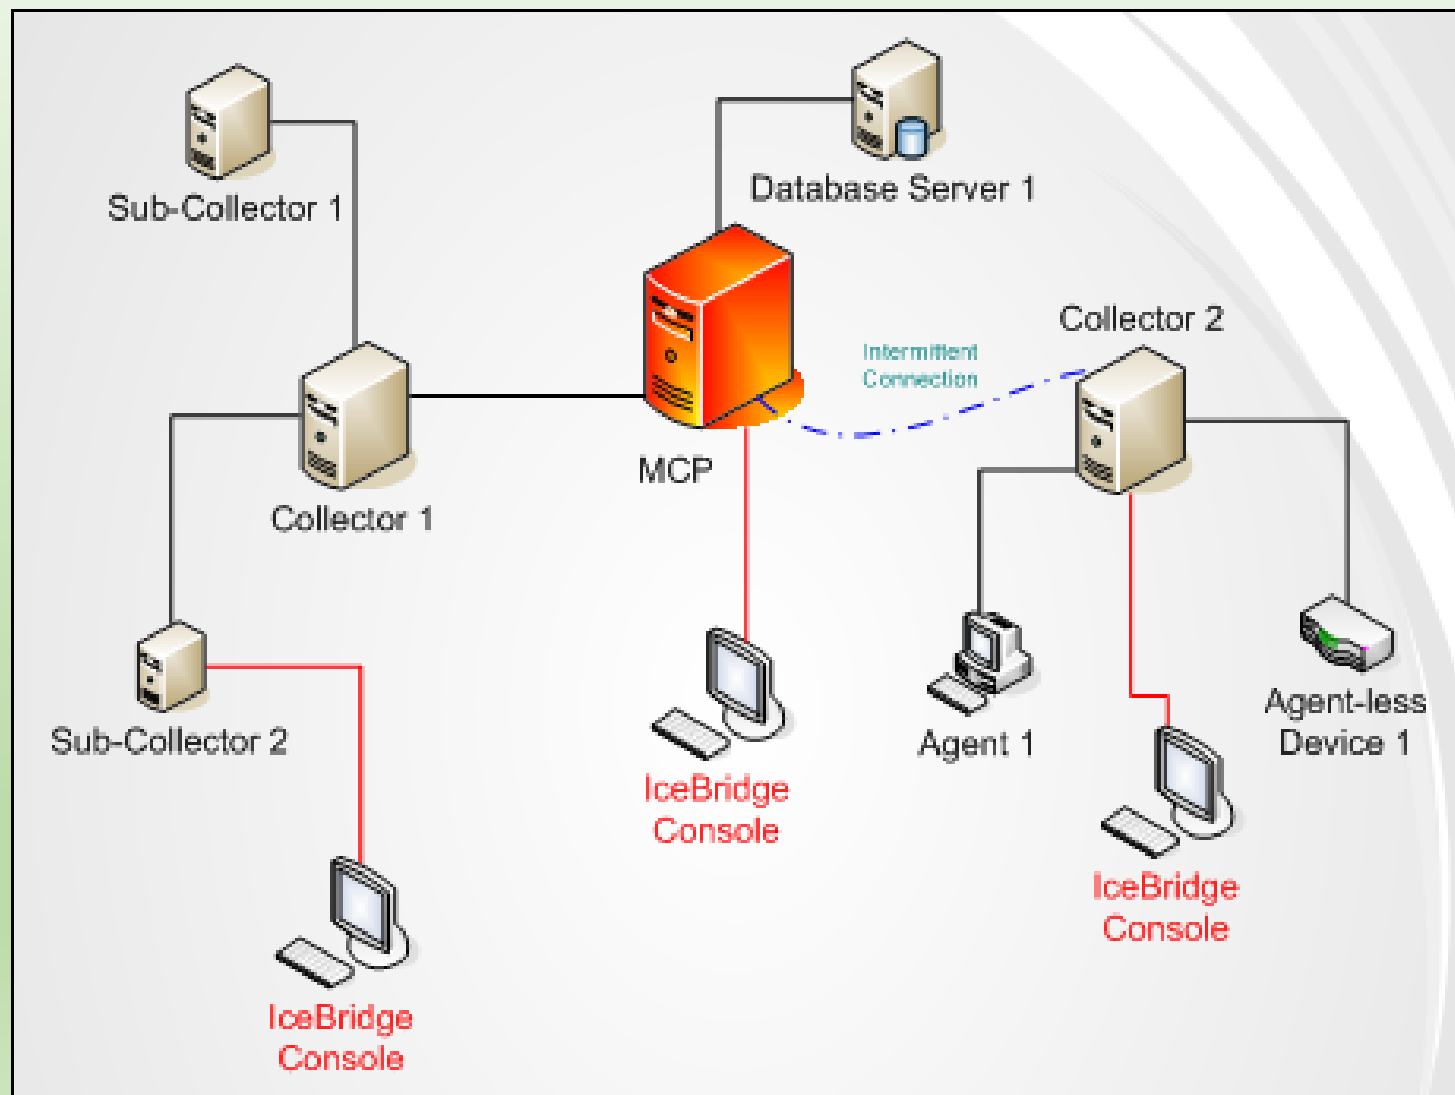 Sub-Collector 1
Database Server 1
Collector 2
Intermittent
Connection
MCP
Collector 1
Sub-Collector 2
Agent 1
Agent-less
Device 1
IceBridge
Console
IceBridge
Console
IceBridge
Console